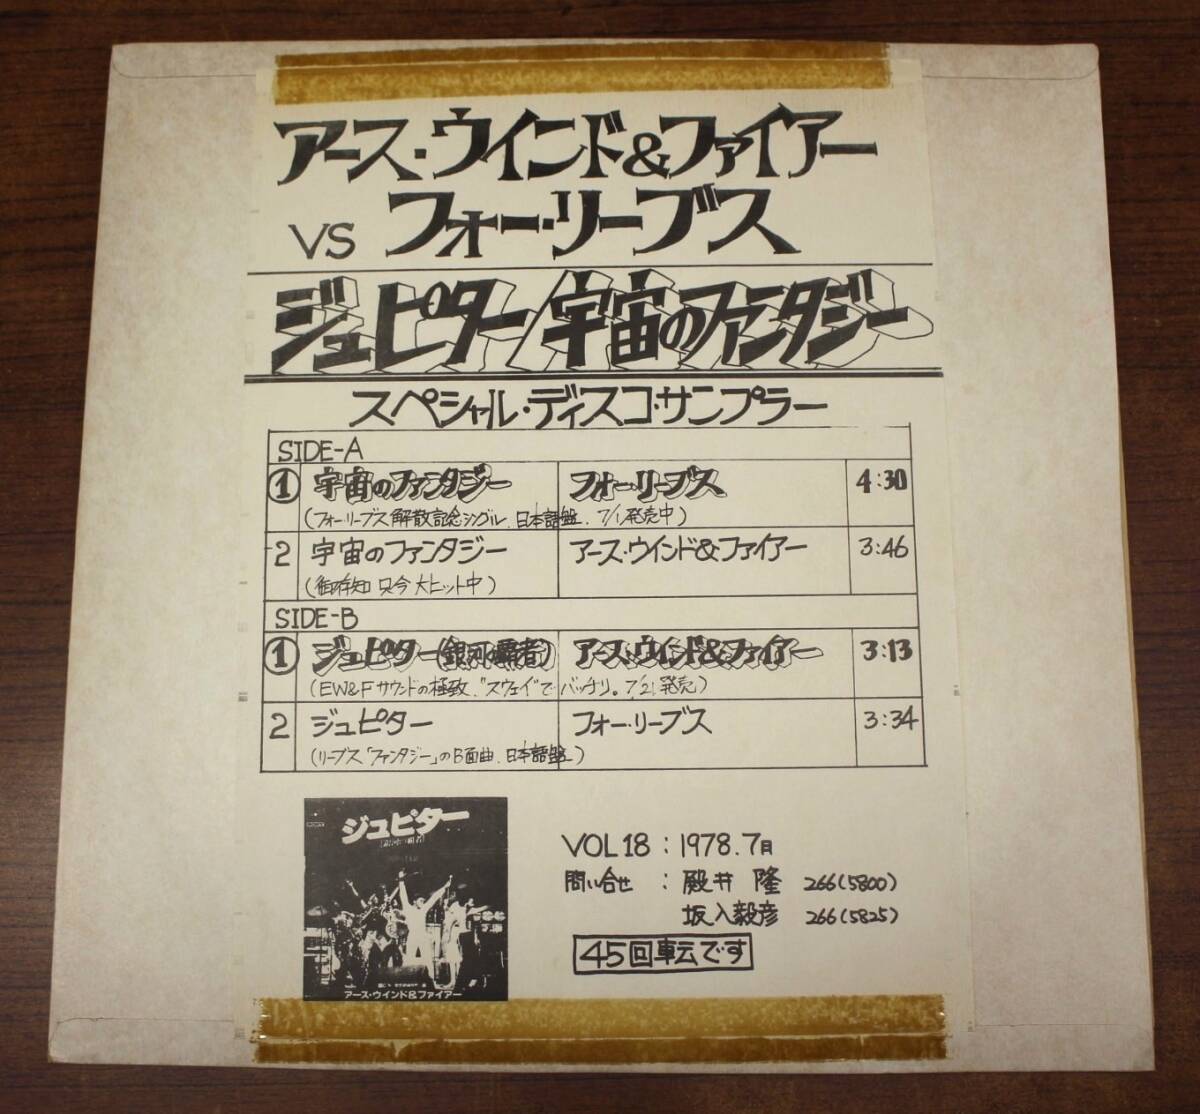 アース・ウインド&ファイアー
VS フォー・リーブス
ジュピター/宇宙のファンタジー
スペシャル・ディスコ・サンプラー
SIDE-A
① 宇宙のファンタジー フォー・リーブス 4:30
(フォーリーブス解散記念シングル、日本語盤、7/1発売中)
2 宇宙のファンタジー アース・ウインド&ファイアー 3:46
(御存知 只今大ヒット中)
SIDE-B
① ジュピター(銀河の覇者) アース・ウインド&ファイアー 3:13
(EW&Fサウンドの極致、"スウェイ"でバッチリ。7/21発売)
2 ジュピター フォー・リーブス 3:34
(リーブス「ファンタジー」のB面曲、日本語盤)
ジュピター
(銀河の覇者)
アース・ウインド&ファイアー
VOL18 : 1978.7月
問い合せ : 殿井 隆 266(5800)
坂入毅彦 266(5825)
45回転です